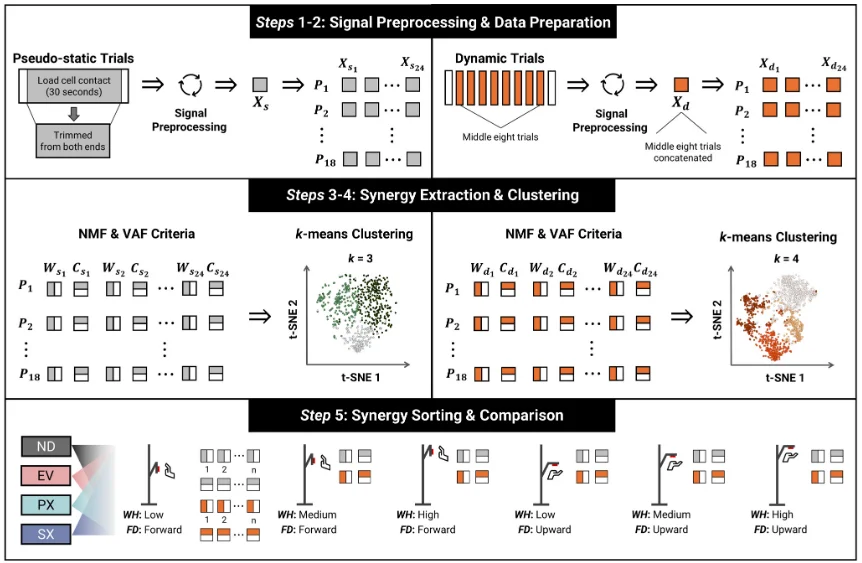 Steps 1-2: Signal Preprocessing & Data Preparation
Pseudo-static Trials
Load cell contact
(30 seconds)
Trimmed
from both ends
Signal
Preprocessing
Xs
Xs1
Xs24
P1
P2
P18
Dynamic Trials
Middle eight trials
Signal
Preprocessing
Xd
Middle eight trials
concatenated
Xd1
Xd24
P1
P2
P18
Steps 3-4: Synergy Extraction & Clustering
NMF & VAF Criteria
Ws1 Cs1 Ws2 Cs2 ... Ws24 Cs24
P1
P2
P18
k-means Clustering
k = 3
t-SNE 2
t-SNE 1
NMF & VAF Criteria
Wd1 Cd1 Wd2 Cd2 ... Wd24 Cd24
P1
P2
P18
k-means Clustering
k = 4
t-SNE 2
t-SNE 1
Step 5: Synergy Sorting & Comparison
ND
EV
PX
SX
WH: Low
FD: Forward
1 2 n
1 2 n
WH: Medium
FD: Forward
WH: High
FD: Forward
WH: Low
FD: Upward
WH: Medium
FD: Upward
WH: High
FD: Upward